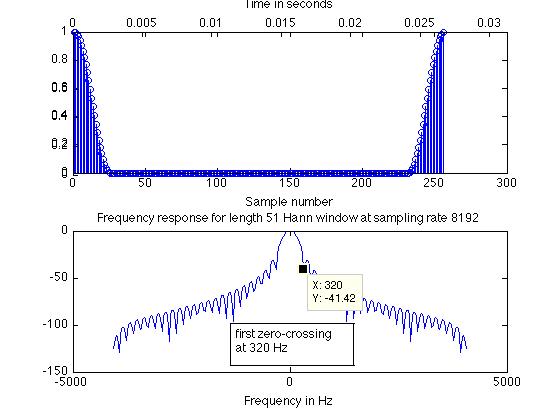 Time in seconds
0 0.005 0.01 0.015 0.02 0.025 0.03
1
0.8
0.6
0.4
0.2
0
0 50 100 150 200 250 300
Sample number
Frequency response for length 51 Hann window at sampling rate 8192
0
-50
X: 320
Y: -41.42
-100
first zero-crossing
at 320 Hz
-150
-5000 0 5000
Frequency in Hz